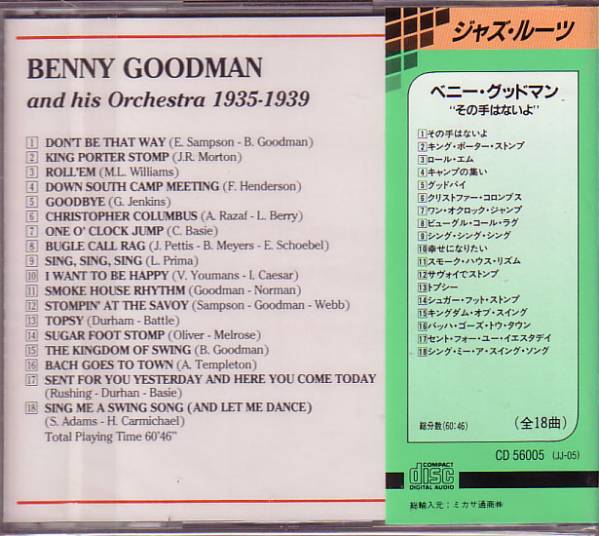 BENNY GOODMAN
and his Orchestra 1935-1939
1 DON'T BE THAT WAY (E. Sampson - B. Goodman)
2 KING PORTER STOMP (J.R. Morton)
3 ROLL'EM (M.L. Williams)
4 DOWN SOUTH CAMP MEETING (F. Henderson)
5 GOODBYE (G. Jenkins)
6 CHRISTOPHER COLUMBUS (A. Razaf - L. Berry)
7 ONE O' CLOCK JUMP (C. Basie)
8 BUGLE CALL RAG (J. Pettis - B. Meyers - E. Schoebel)
9 SING, SING, SING (L. Prima)
10 I WANT TO BE HAPPY (V. Youmans - I. Caesar)
11 SMOKE HOUSE RHYTHM (Goodman - Norman)
12 STOMPIN' AT THE SAVOY (Sampson - Goodman - Webb)
13 TOPSY (Durham - Battle)
14 SUGAR FOOT STOMP (Oliver - Melrose)
15 THE KINGDOM OF SWING (B. Goodman)
16 BACH GOES TO TOWN (A. Templeton)
17 SENT FOR YOU YESTERDAY AND HERE YOU COME TODAY
(Rushing - Durhan - Basie)
18 SING ME A SWING SONG (AND LET ME DANCE)
(S. Adams - H. Carmichael)
Total Playing Time 60'46"
ジャズ・ルーツ
ベニー・グッドマン
"その手はないよ"
1 その手はないよ
2 キング・ポーター・ストンプ
3 ロール・エム
4 キャンプの集い
5 グッドバイ
6 クリストファー・コロンブス
7 ワン・オクロック・ジャンプ
8 ビューグル・コール・ラグ
9 シング・シング・シング
10 幸せになりたい
11 スモーク・ハウス・リズム
12 サヴォイでストンプ
13 トプシー
14 シュガー・フット・ストンプ
15 キングダム・オブ・スイング
16 バッハ・ゴーズ・トゥ・タウン
17 セント・フォー・ユー・イエスタデイ
18 シング・ミー・ア・スイング・ソング
総分数(60:46)
(全18曲)
CD 56005 (JJ-05)
COMPACT
disc
DIGITAL AUDIO
総輸入元：ミカサ通商㈱